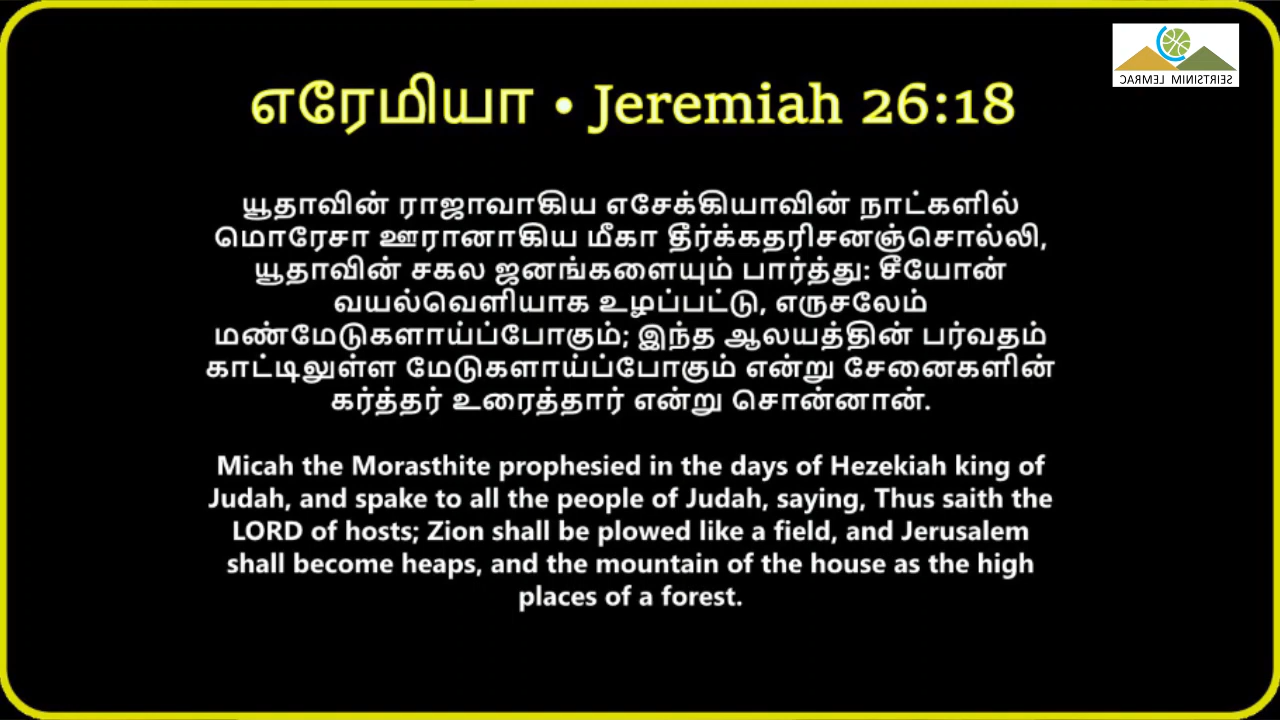 எரேமியா • Jeremiah 26:18
யூதாவின் ராஜாவாகிய எசேக்கியாவின் நாட்களில்
மொரேசா ஊரானாகிய மீகா தீர்க்கதரிசனஞ்சொல்லி,
யூதாவின் சகல ஜனங்களையும் பார்த்து: சீயோன்
வயல்வெளியாக உழப்பட்டு, எருசலேம்
மண்மேடுகளாய்ப்போகும்; இந்த ஆலயத்தின் பர்வதம்
காட்டிலுள்ள மேடுகளாய்ப்போகும் என்று சேனைகளின்
கர்த்தர் உரைத்தார் என்று சொன்னான்.
Micah the Morasthite prophesied in the days of Hezekiah king of
Judah, and spake to all the people of Judah, saying, Thus saith the
LORD of hosts; Zion shall be plowed like a field, and Jerusalem
shall become heaps, and the mountain of the house as the high
places of a forest.
CARMEL MINISTRIES